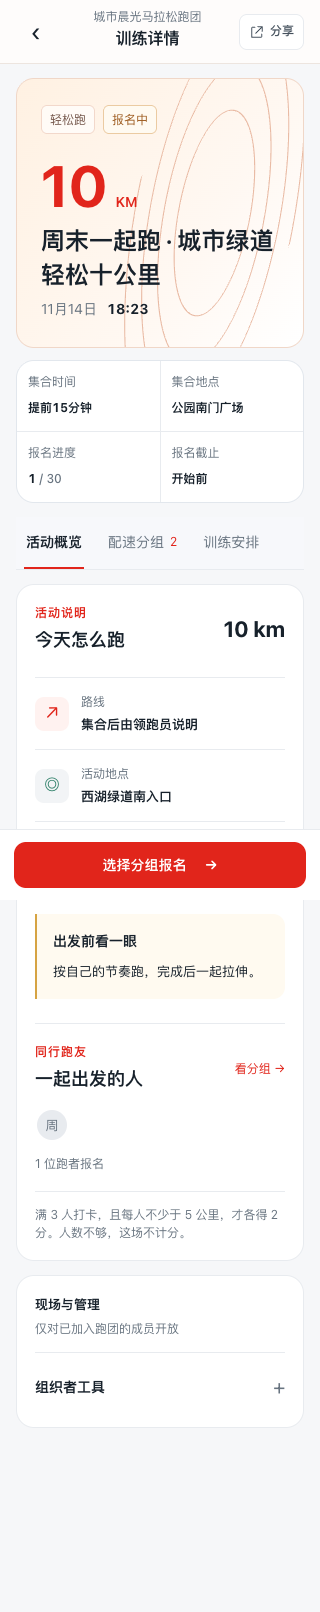 城市晨光马拉松跑团
训练详情
分享
轻松跑
报名中
10 KM
周末一起跑·城市绿道
轻松十公里
11月14日 18:23
集合时间
提前15分钟
集合地点
公园南门广场
报名进度
1 / 30
报名截止
开始前
活动概览 配速分组 2 训练安排
活动说明
今天怎么跑
10 km
路线
集合后由领跑员说明
活动地点
西湖绿道南入口
选择分组报名 →
出发前看一眼
按自己的节奏跑，完成后一起拉伸。
同行跑友
一起出发的人
看分组 →
周
1 位跑者报名
满 3 人打卡，且每人不少于 5 公里，才各得 2
分。人数不够，这场不计分。
现场与管理
仅对已加入跑团的成员开放
组织者工具 +